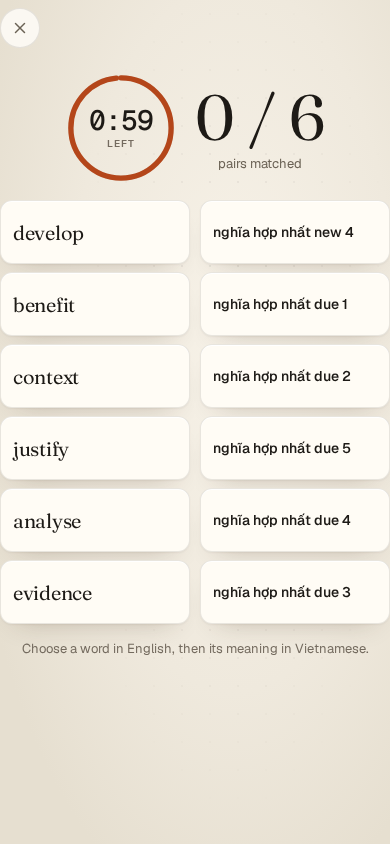 0:59
LEFT
0/6
pairs matched
develop
nghĩa hợp nhất new 4
benefit
nghĩa hợp nhất due 1
context
nghĩa hợp nhất due 2
justify
nghĩa hợp nhất due 5
analyse
nghĩa hợp nhất due 4
evidence
nghĩa hợp nhất due 3
Choose a word in English, then its meaning in Vietnamese.